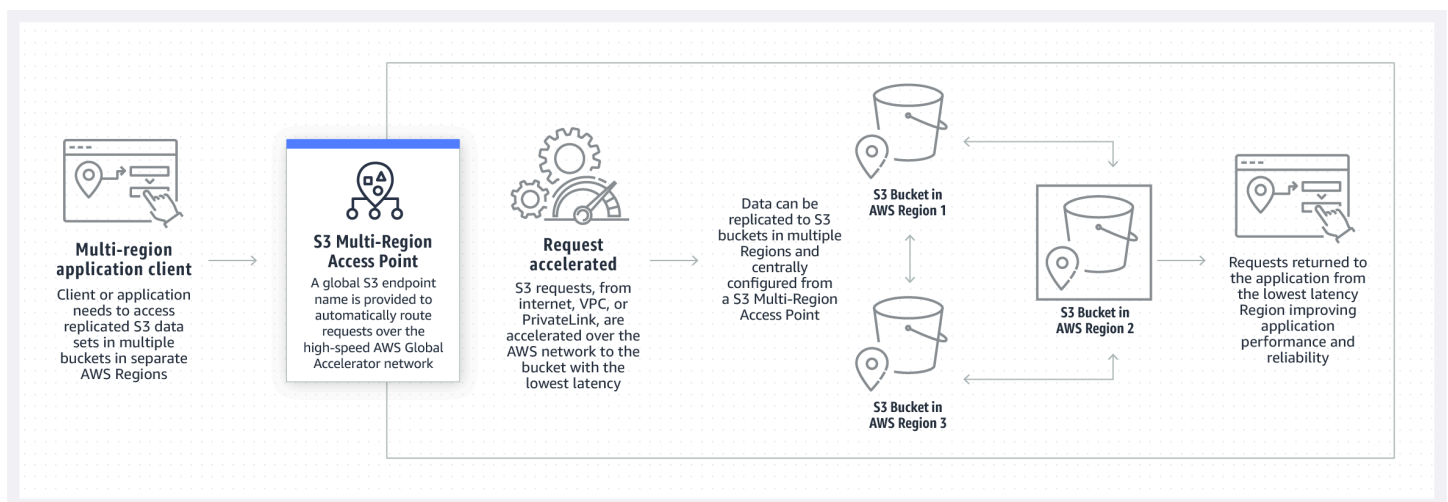 Multi-region
application client
Client or application
needs to access
replicated S3 data
sets in multiple
buckets in separate
AWS Regions
S3 Multi-Region
Access Point
A global S3 endpoint
name is provided to
automatically route
requests over the
high-speed AWS Global
Accelerator network
Request
accelerated
S3 requests, from
internet, VPC, or
PrivateLink, are
accelerated over the
AWS network to the
bucket with the
lowest latency
Data can be
replicated to S3
buckets in multiple
Regions and
centrally
configured from
a S3 Multi-Region
Access Point
S3 Bucket in
AWS Region 1
S3 Bucket in
AWS Region 3
S3 Bucket in
AWS Region 2
Requests returned to
the application from
the lowest latency
Region improving
application
performance and
reliability